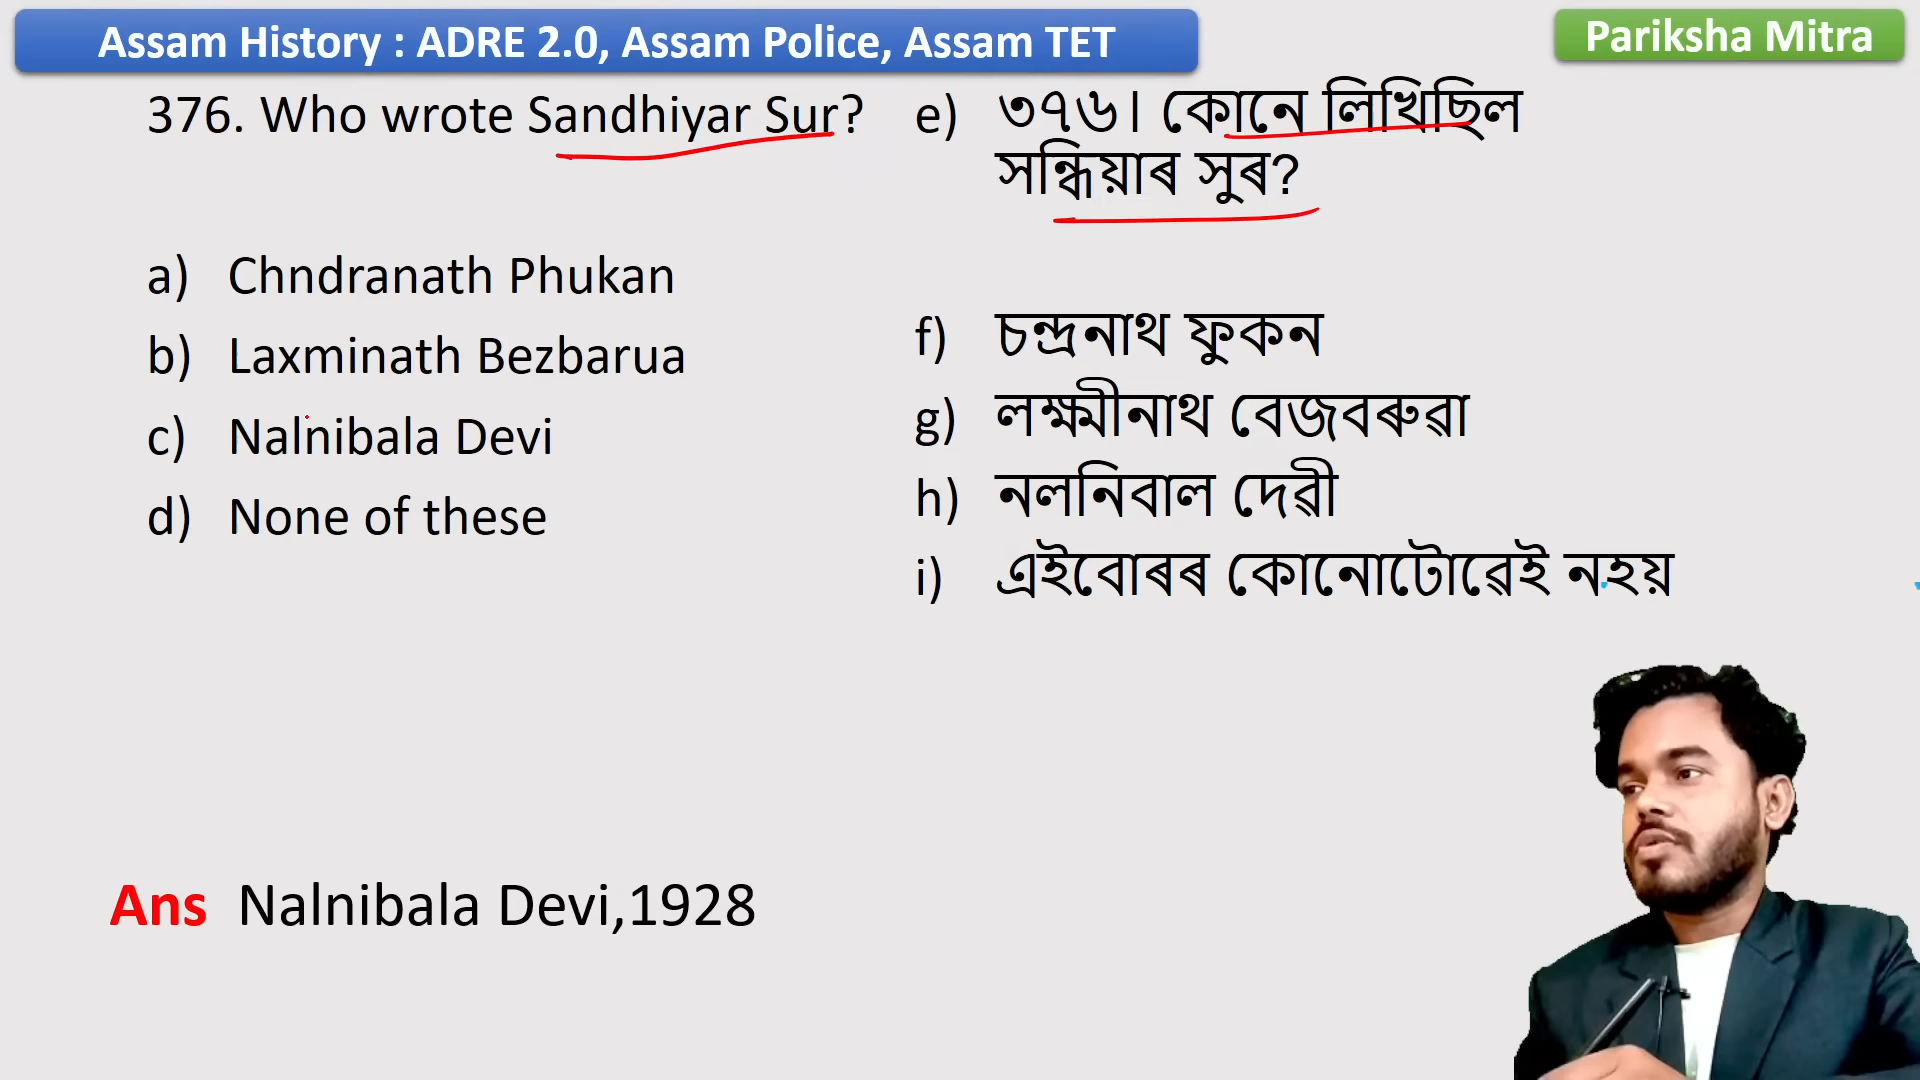 Assam History : ADRE 2.0, Assam Police, Assam TET
Pariksha Mitra
376. Who wrote Sandhiyar Sur?
a) Chndranath Phukan
b) Laxminath Bezbarua
c) Nalnibala Devi
d) None of these
e) ৩৭৬। কোনে লিখিছিল
সন্ধিয়াৰ সুৰ?
f) চন্দ্ৰনাথ ফুকন
g) লক্ষ্মীনাথ বেজবৰুৱা
h) নলনিবাল দেৱী
i) এইবোৰৰ কোনোটোৱেই নহয়
Ans Nalnibala Devi,1928